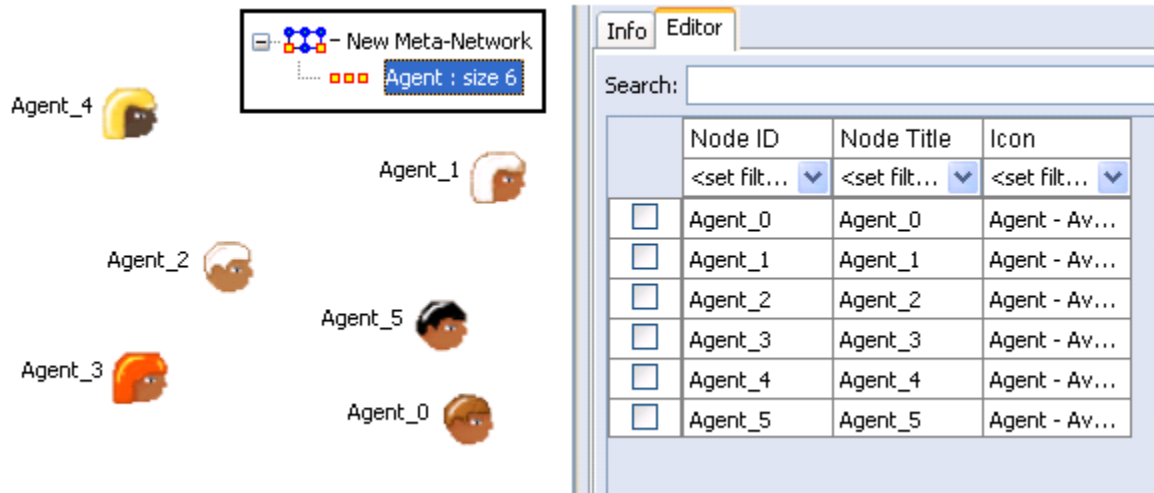 New Meta-Network
Agent : size 6
Agent_4
Agent_1
Agent_2
Agent_5
Agent_3
Agent_0
Info Editor
Search:
Node ID Node Title Icon
<set filt... <set filt... <set filt...
Agent_0 Agent_0 Agent - Av...
Agent_1 Agent_1 Agent - Av...
Agent_2 Agent_2 Agent - Av...
Agent_3 Agent_3 Agent - Av...
Agent_4 Agent_4 Agent - Av...
Agent_5 Agent_5 Agent - Av...